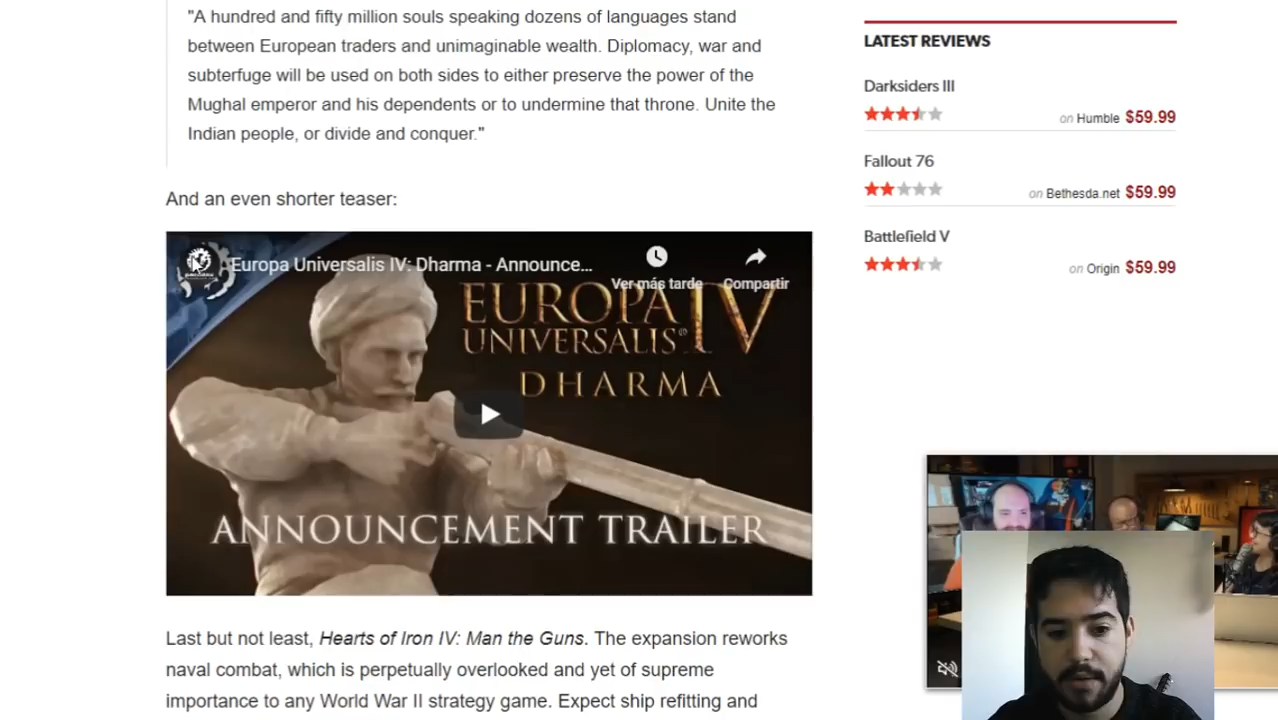 "A hundred and fifty million souls speaking dozens of languages stand
between European traders and unimaginable wealth. Diplomacy, war and
subterfuge will be used on both sides to either preserve the power of the
Mughal emperor and his dependents or to undermine that throne. Unite the
Indian people, or divide and conquer."
And an even shorter teaser:
Europa Universalis IV: Dharma - Announce...
Ver más tarde
Compartir
EUROPA
UNIVERSALIS IV
DHARMA
ANNOUNCEMENT TRAILER
Last but not least, Hearts of Iron IV: Man the Guns. The expansion reworks
naval combat, which is perpetually overlooked and yet of supreme
importance to any World War II strategy game. Expect ship refitting and
LATEST REVIEWS
Darksiders III
on Humble $59.99
Fallout 76
on Bethesda.net $59.99
Battlefield V
on Origin $59.99